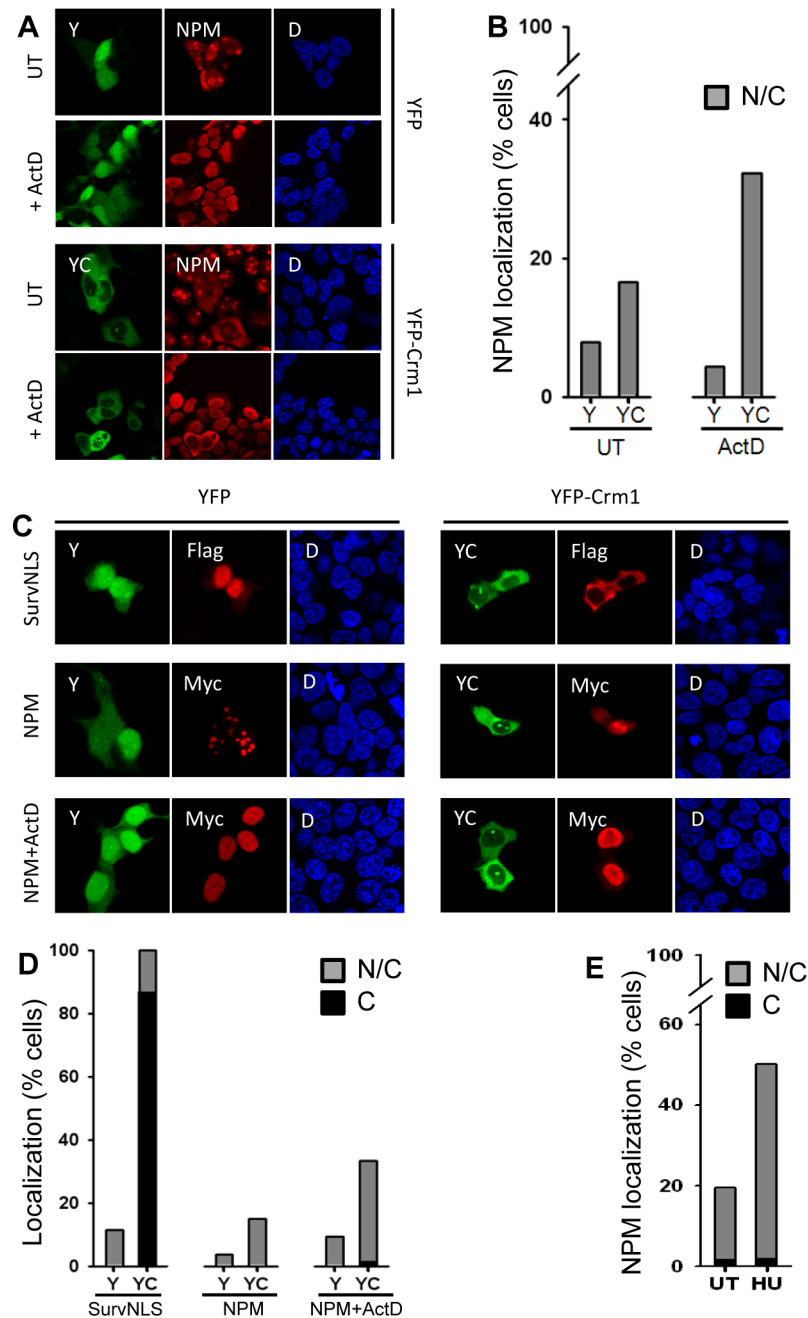 A
Y NPM D
UT
+ ActD
YFP
YC NPM D
UT
+ ActD
YFP-Crm1
B
100
40
20
0
NPM localization (% cells)
N/C
Y YC Y YC
UT ActD
C
YFP YFP-Crm1
SurvNLS
Y Flag D YC Flag D
NPM
Y Myc D YC Myc D
NPM+ActD
Y Myc D YC Myc D
D
100
80
60
40
20
0
Localization (% cells)
N/C
C
Y YC Y YC Y YC
SurvNLS NPM NPM+ActD
E
100
60
40
20
0
NPM localization (% cells)
N/C
C
UT HU